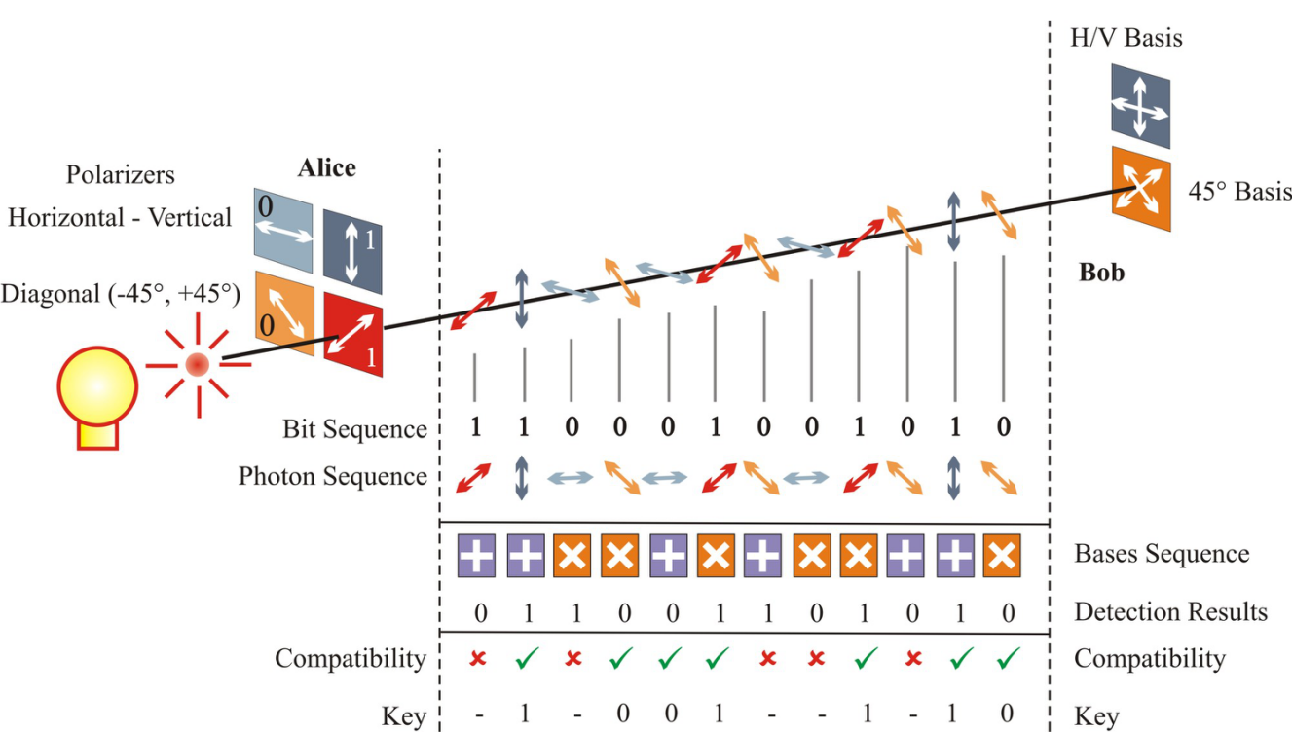 H/V Basis
Alice
Polarizers
Horizontal - Vertical
0
1
45° Basis
Bob
Diagonal (-45°, +45°)
0
1
Bit Sequence 1 1 0 0 0 1 0 0 1 0 1 0
Photon Sequence
Bases Sequence
0 1 1 0 0 1 1 0 1 0 1 0 Detection Results
Compatibility ✘ ✓ ✘ ✓ ✓ ✓ ✘ ✘ ✓ ✘ ✓ ✓ Compatibility
Key - 1 - 0 0 1 - - 1 - 1 0 Key